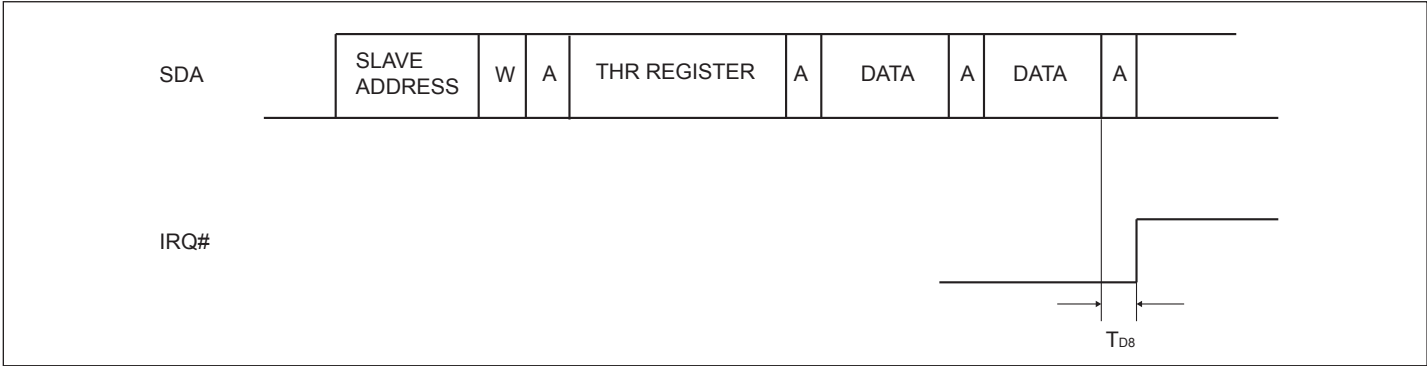 SDA
SLAVE
ADDRESS
W
A
THR REGISTER
A
DATA
A
DATA
A
IRQ#
TD8